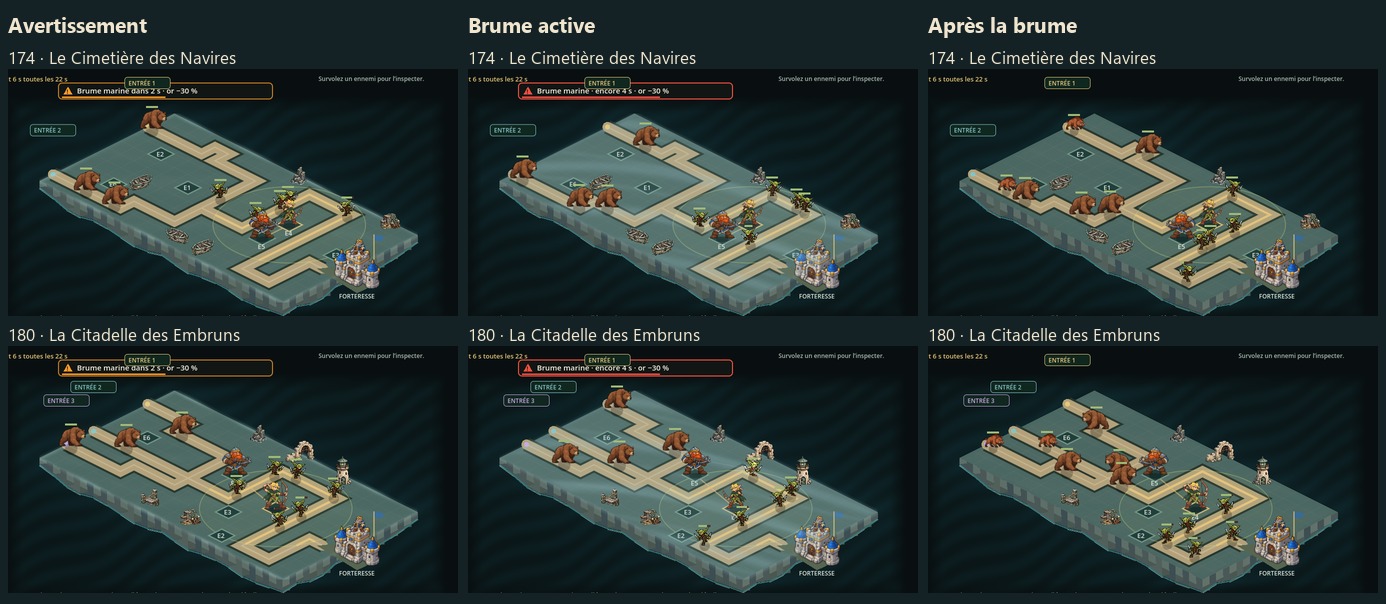 Avertissement
Brume active
Après la brume
174 · Le Cimetière des Navires
174 · Le Cimetière des Navires
174 · Le Cimetière des Navires
t 6 s toutes les 22 s
ENTRÉE 1
Survolez un ennemi pour l'inspecter.
Brume marine dans 2 s · or −30 %
ENTRÉE 2
E2
E1
E5
E4
FORTERESSE
t 6 s toutes les 22 s
ENTRÉE 1
Survolez un ennemi pour l'inspecter.
Brume marine · encore 4 s · or −30 %
ENTRÉE 2
E2
E1
E5
FORTERESSE
t 6 s toutes les 22 s
ENTRÉE 1
Survolez un ennemi pour l'inspecter.
ENTRÉE 2
E2
E1
E5
FORTERESSE
180 · La Citadelle des Embruns
180 · La Citadelle des Embruns
180 · La Citadelle des Embruns
t 6 s toutes les 22 s
ENTRÉE 1
Survolez un ennemi pour l'inspecter.
Brume marine dans 2 s · or −30 %
ENTRÉE 2
ENTRÉE 3
E6
E3
E2
FORTERESSE
t 6 s toutes les 22 s
ENTRÉE 1
Survolez un ennemi pour l'inspecter.
Brume marine · encore 4 s · or −30 %
ENTRÉE 2
ENTRÉE 3
E6
E5
E3
E2
FORTERESSE
t 6 s toutes les 22 s
ENTRÉE 1
Survolez un ennemi pour l'inspecter.
ENTRÉE 2
ENTRÉE 3
E6
E5
E3
E2
FORTERESSE